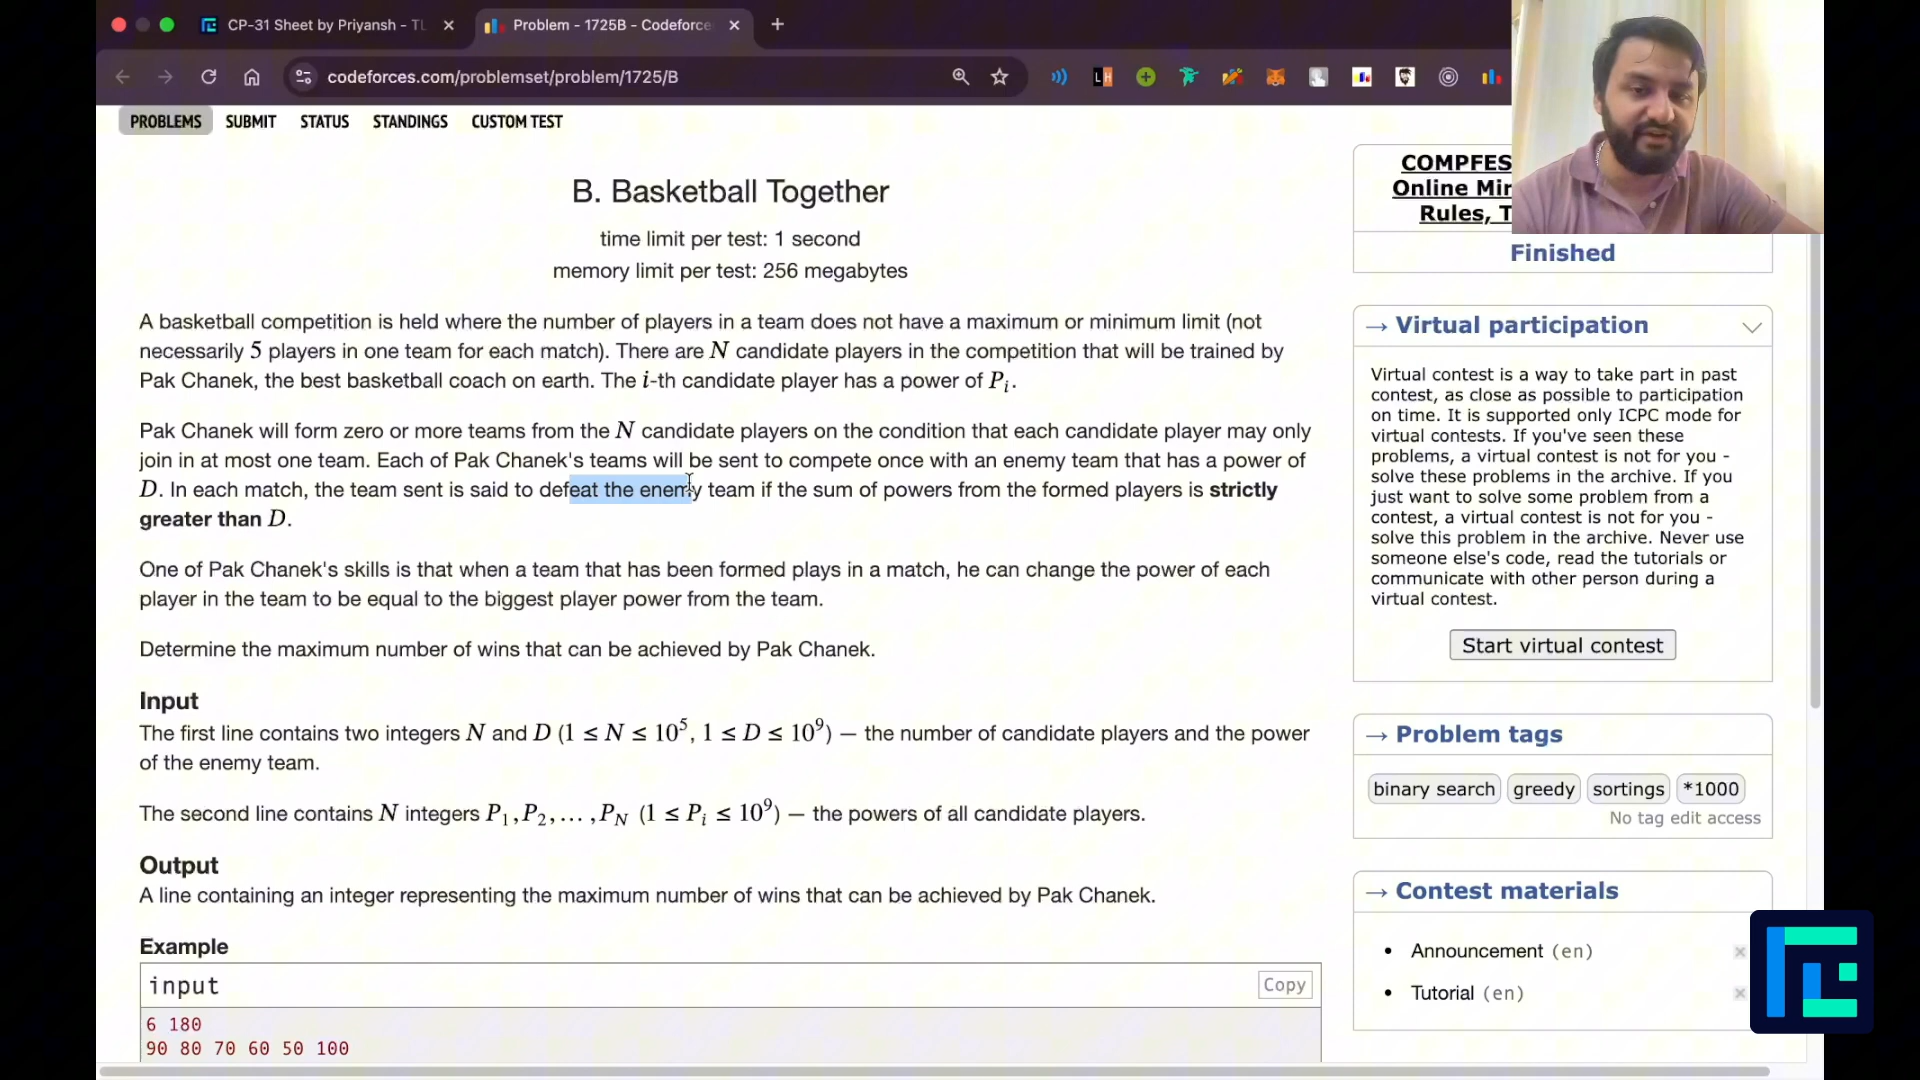 CP-31 Sheet by Priyansh - TL
Problem - 1725B - Codeforce
codeforces.com/problemset/problem/1725/B
PROBLEMS SUBMIT STATUS STANDINGS CUSTOM TEST
B. Basketball Together
time limit per test: 1 second
memory limit per test: 256 megabytes
A basketball competition is held where the number of players in a team does not have a maximum or minimum limit (not
necessarily 5 players in one team for each match). There are N candidate players in the competition that will be trained by
Pak Chanek, the best basketball coach on earth. The i-th candidate player has a power of Pᵢ.
Pak Chanek will form zero or more teams from the N candidate players on the condition that each candidate player may only
join in at most one team. Each of Pak Chanek's teams will be sent to compete once with an enemy team that has a power of
D. In each match, the team sent is said to defeat the enemy team if the sum of powers from the formed players is strictly
greater than D.
One of Pak Chanek's skills is that when a team that has been formed plays in a match, he can change the power of each
player in the team to be equal to the biggest player power from the team.
Determine the maximum number of wins that can be achieved by Pak Chanek.
Input
The first line contains two integers N and D (1 ≤ N ≤ 10⁵, 1 ≤ D ≤ 10⁹) — the number of candidate players and the power
of the enemy team.
The second line contains N integers P₁, P₂, … , P_N (1 ≤ Pᵢ ≤ 10⁹) — the powers of all candidate players.
Output
A line containing an integer representing the maximum number of wins that can be achieved by Pak Chanek.
Example
input
Copy
6 180
90 80 70 60 50 100
COMPFES
Online Mir
Rules, T
Finished
→ Virtual participation
Virtual contest is a way to take part in past
contest, as close as possible to participation
on time. It is supported only ICPC mode for
virtual contests. If you've seen these
problems, a virtual contest is not for you -
solve these problems in the archive. If you
just want to solve some problem from a
contest, a virtual contest is not for you -
solve this problem in the archive. Never use
someone else's code, read the tutorials or
communicate with other person during a
virtual contest.
Start virtual contest
→ Problem tags
binary search greedy sortings *1000
No tag edit access
→ Contest materials
• Announcement (en)
• Tutorial (en)